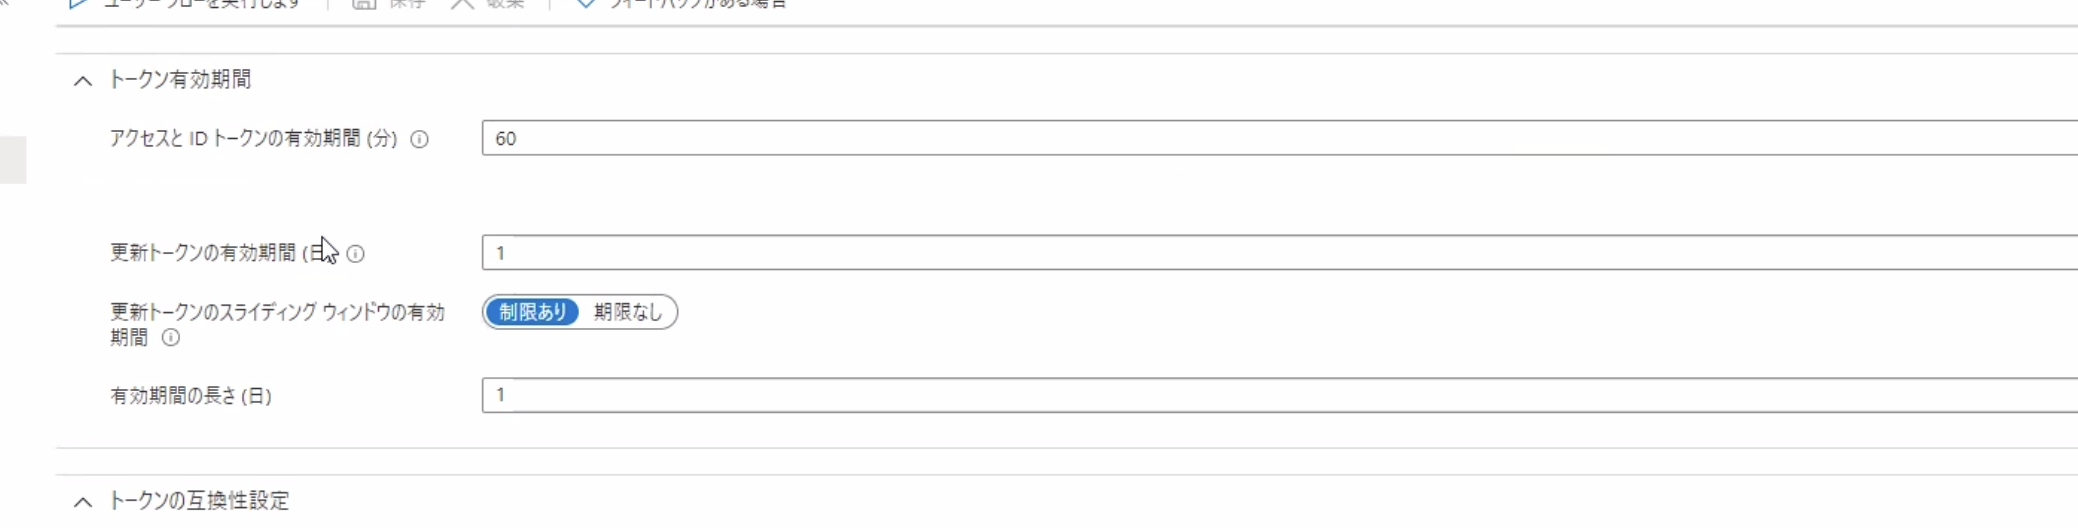 ユーザー フローを実行します 保存 破棄 フィードバックがある場合
トークン有効期間
アクセスと ID トークンの有効期間 (分) 60
更新トークンの有効期間 (日 1
更新トークンのスライディング ウィンドウの有効 制限あり 期限なし
期間
有効期間の長さ (日) 1
トークンの互換性設定